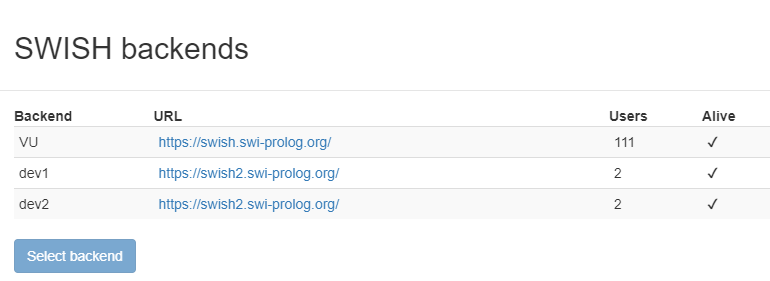 SWISH backends
Backend URL Users Alive
VU https://swish.swi-prolog.org/ 111 ✓
dev1 https://swish2.swi-prolog.org/ 2 ✓
dev2 https://swish2.swi-prolog.org/ 2 ✓
Select backend